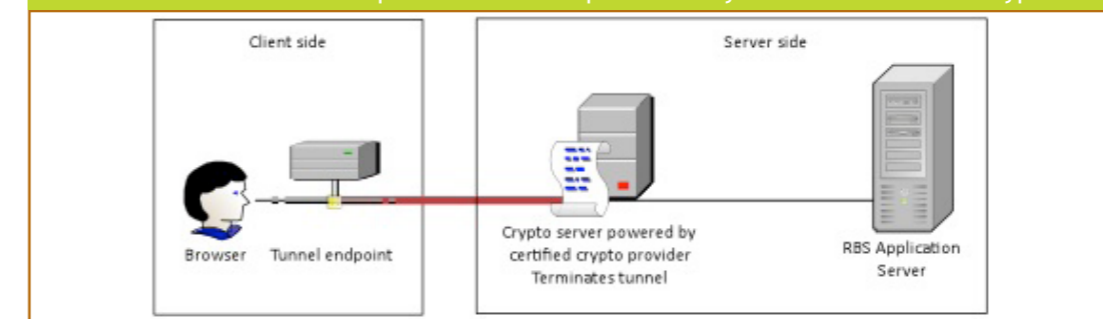 Client side
Server side
Browser
Tunnel endpoint
Crypto server powered by
certified crypto provider
Terminates tunnel
RBS Application
Server